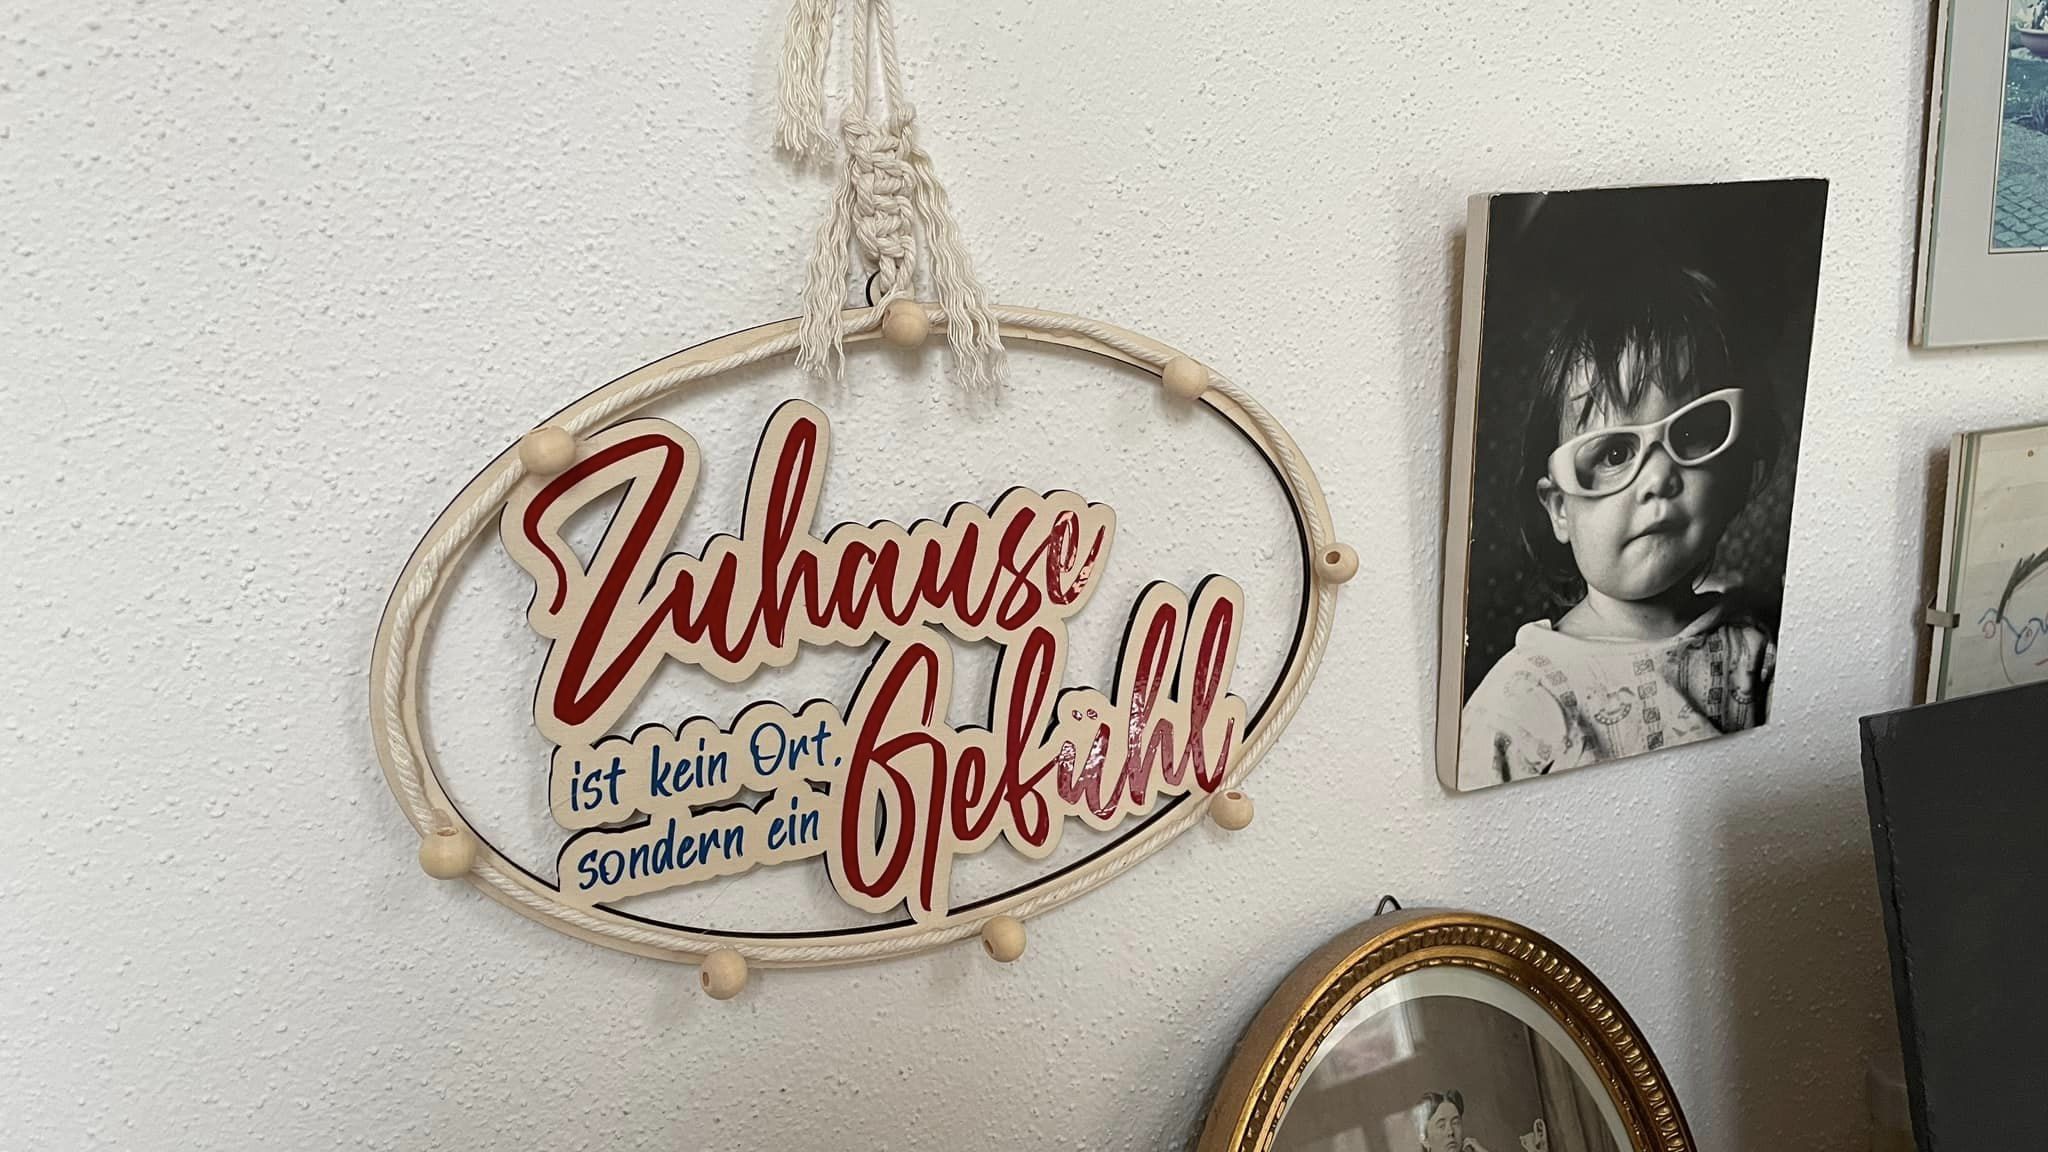 Zuhause
ist kein Ort,
sondern ein Gefühl